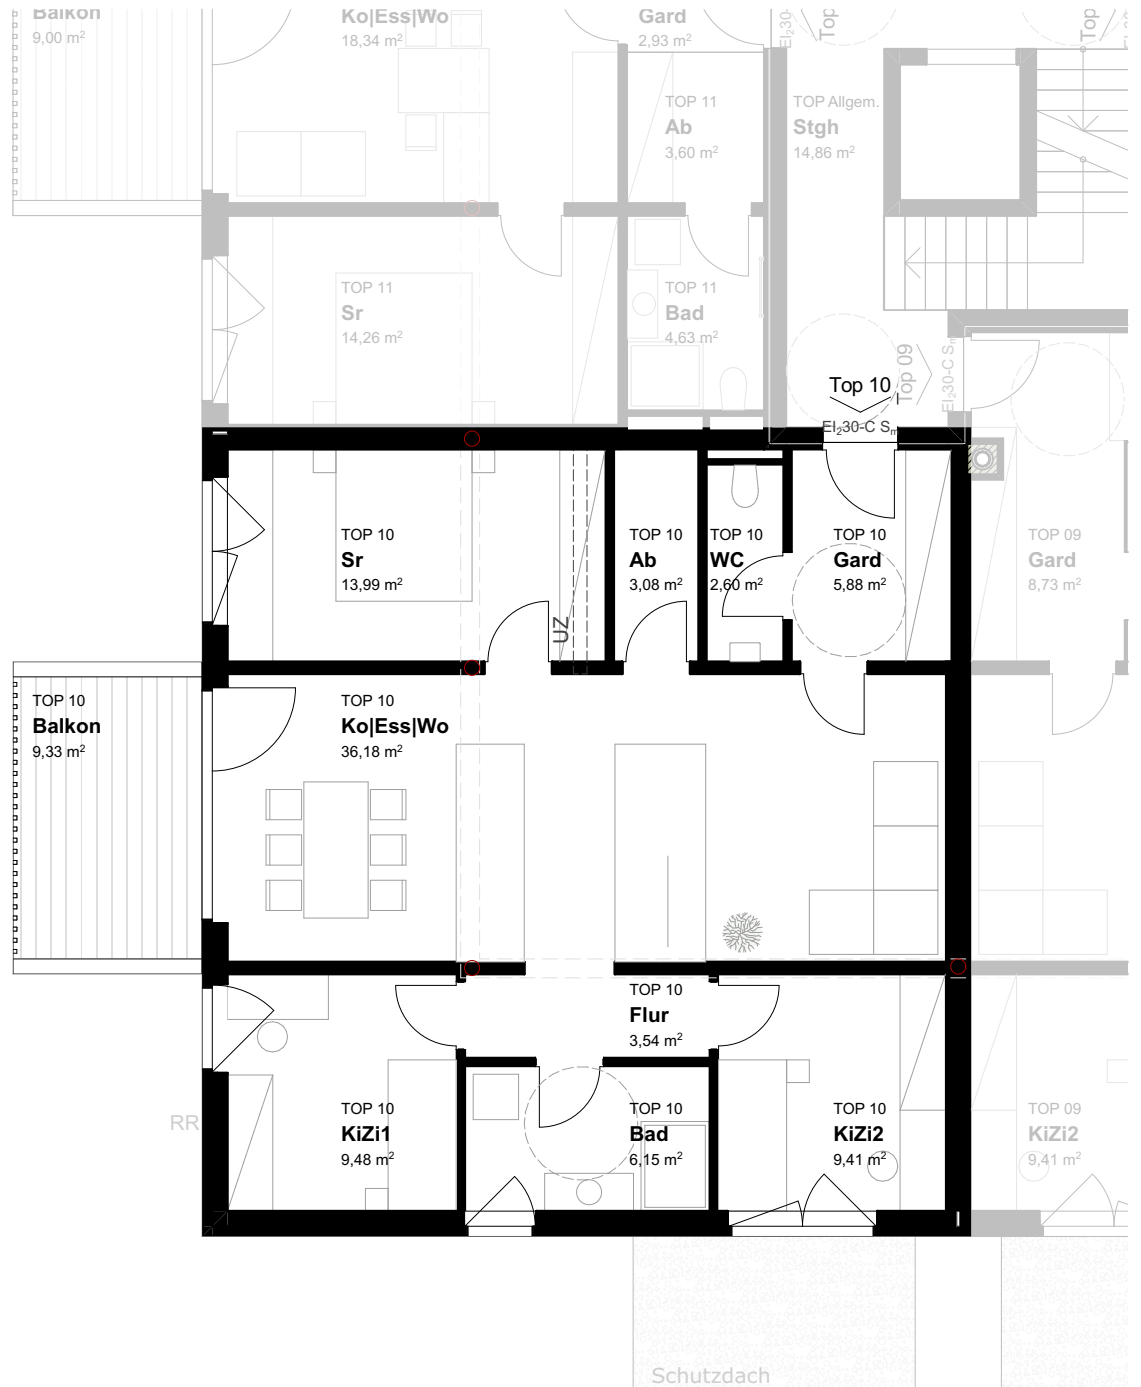 Balkon
9,00 m²
Ko|Ess|Wo
18,34 m²
Gard
2,93 m²
EI₂30-
Top
Top
TOP 11
Ab
3,60 m²
TOP Allgem.
Stgh
14,86 m²
TOP 11
Sr
14,26 m²
TOP 11
Bad
4,63 m²
Top 09
EI₂30-C S
Top 10
EI₂30-C S
TOP 10
Sr
13,99 m²
TOP 10
Ab
3,08 m²
TOP 10
WC
2,60 m²
TOP 10
Gard
5,88 m²
TOP 09
Gard
8,73 m²
UZ
TOP 10
Balkon
9,33 m²
TOP 10
Ko|Ess|Wo
36,18 m²
TOP 10
Flur
3,54 m²
RR
TOP 10
KiZi1
9,48 m²
TOP 10
Bad
6,15 m²
TOP 10
KiZi2
9,41 m²
TOP 09
KiZi2
9,41 m²
Schutzdach